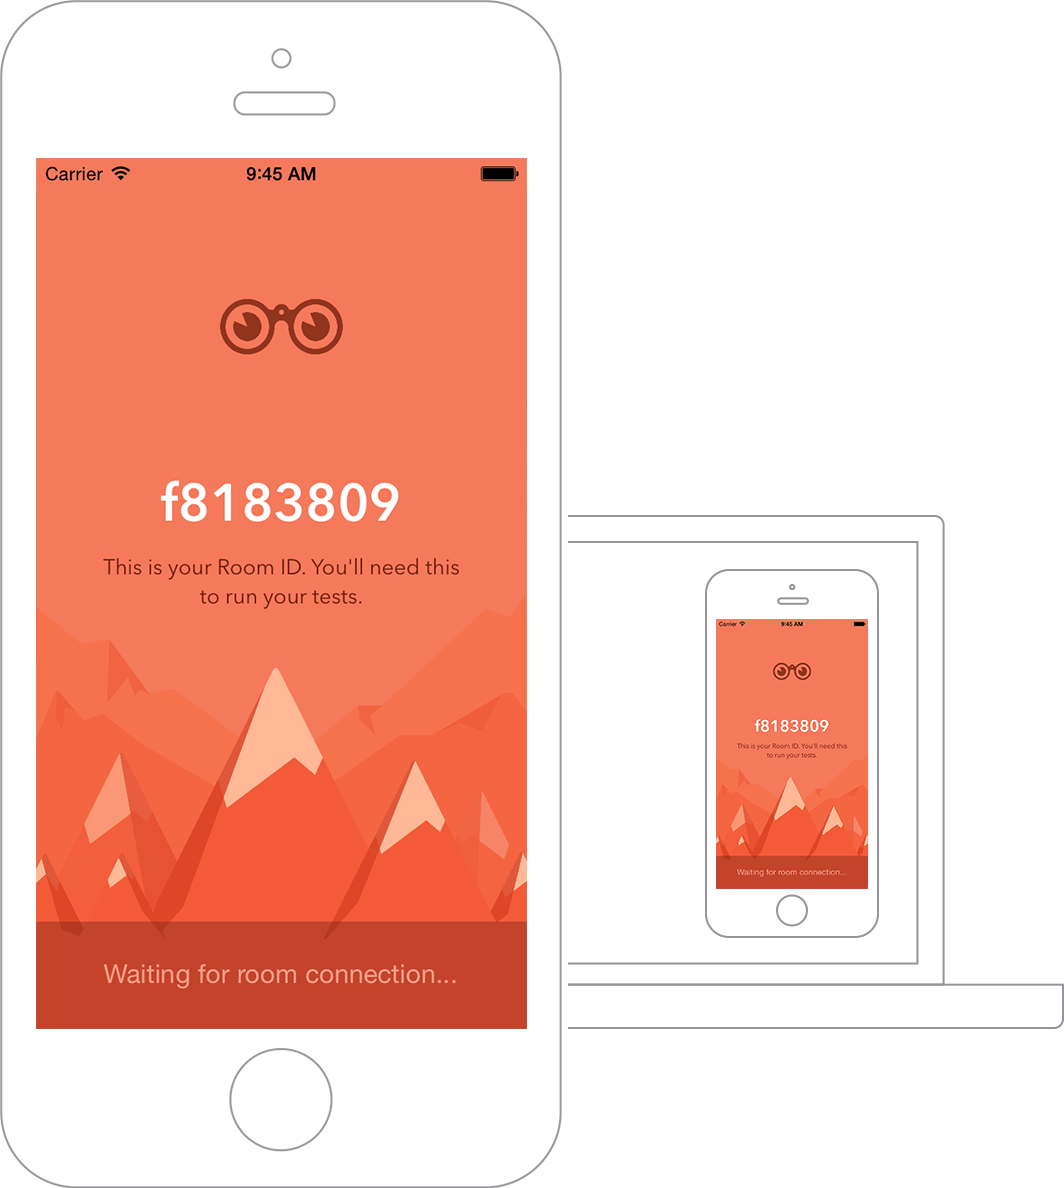 Carrier 9:45 AM
f8183809
This is your Room ID. You'll need this
to run your tests.
Waiting for room connection...
Carrier 9:45 AM
f8183809
This is your Room ID. You'll need this
to run your tests.
Waiting for room connection...